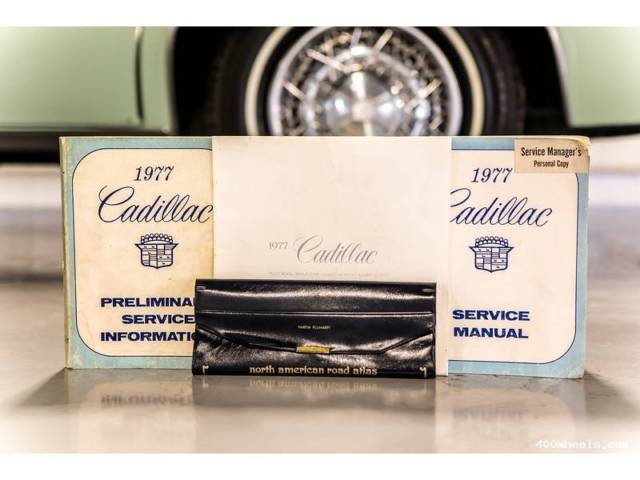 1977
Cadillac
PRELIMINA
SERVICE
INFORMATIO
1977 Cadillac
Service Manager's
Personal Copy
1977
Cadillac
SERVICE
MANUAL
north american road atlas
400Wheels.com